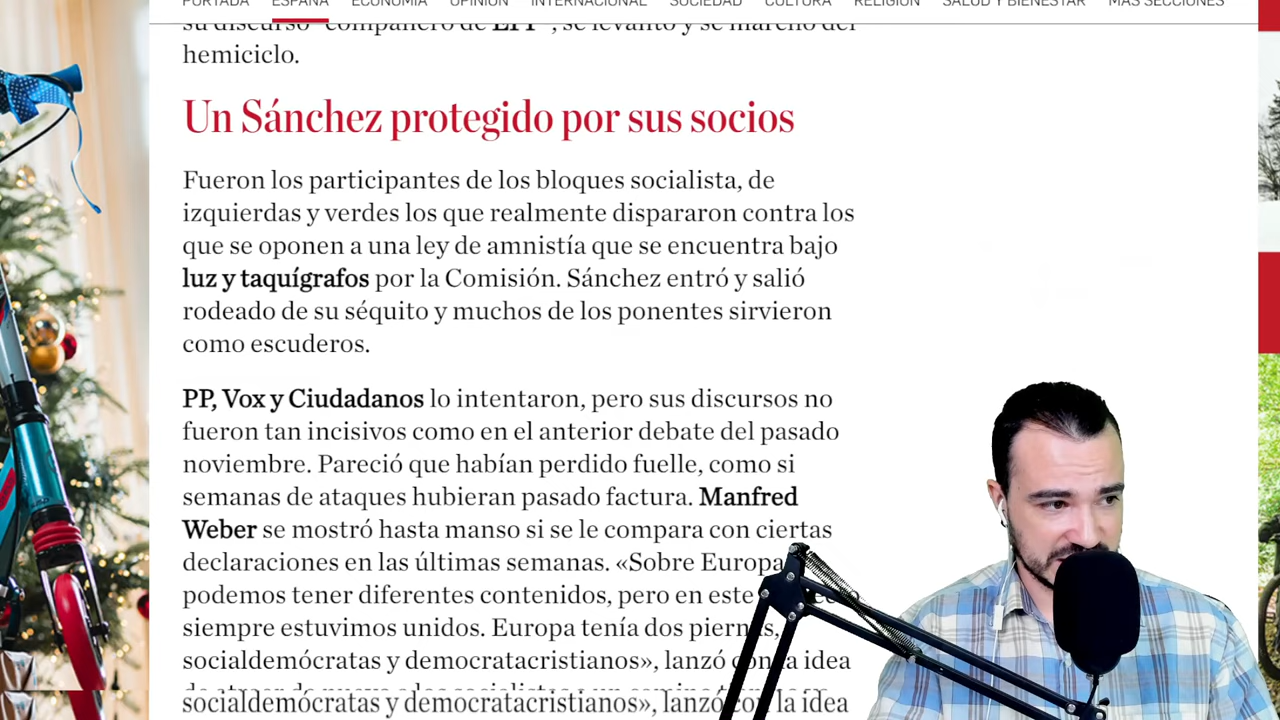 PORTADA ESPAÑA ECONOMÍA OPINIÓN INTERNACIONAL SOCIEDAD CULTURA RELIGIÓN SALUD Y BIENESTAR MÁS SECCIONES
su discurso "compañero de EPP", se levantó y se marchó del
hemiciclo.
Un Sánchez protegido por sus socios
Fueron los participantes de los bloques socialista, de
izquierdas y verdes los que realmente dispararon contra los
que se oponen a una ley de amnistía que se encuentra bajo
luz y taquígrafos por la Comisión. Sánchez entró y salió
rodeado de su séquito y muchos de los ponentes sirvieron
como escuderos.
PP, Vox y Ciudadanos lo intentaron, pero sus discursos no
fueron tan incisivos como en el anterior debate del pasado
noviembre. Pareció que habían perdido fuelle, como si
semanas de ataques hubieran pasado factura. Manfred
Weber se mostró hasta manso si se le compara con ciertas
declaraciones en las últimas semanas. «Sobre Europa
podemos tener diferentes contenidos, pero en este
siempre estuvimos unidos. Europa tenía dos piernas,
socialdemócratas y democratacristianos», lanzó con la idea
socialdemócratas y democratacristianos», lanzó con la idea